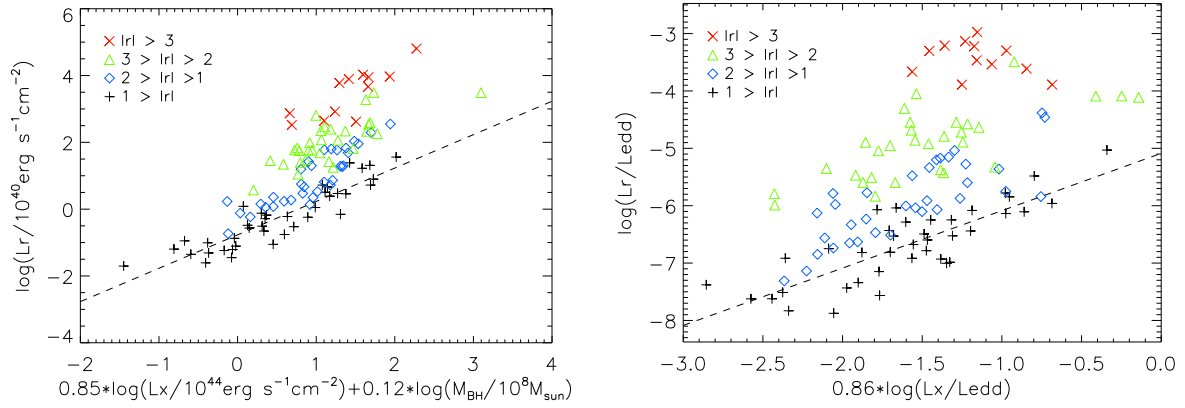 log(Lr/10^40erg s^−1cm^−2)
6
4
2
0
−2
−4
× |r| > 3
△ 3 > |r| > 2
◇ 2 > |r| >1
+ 1 > |r|
−2 −1 0 1 2 3 4
0.85*log(Lx/10^44erg s^−1cm^−2)+0.12*log(M_BH/10^8M_sun)
log(Lr/Ledd)
−3
−4
−5
−6
−7
−8
× |r| > 3
△ 3 > |r| > 2
◇ 2 > |r| >1
+ 1 > |r|
−3.0 −2.5 −2.0 −1.5 −1.0 −0.5 0.0
0.86*log(Lx/Ledd)